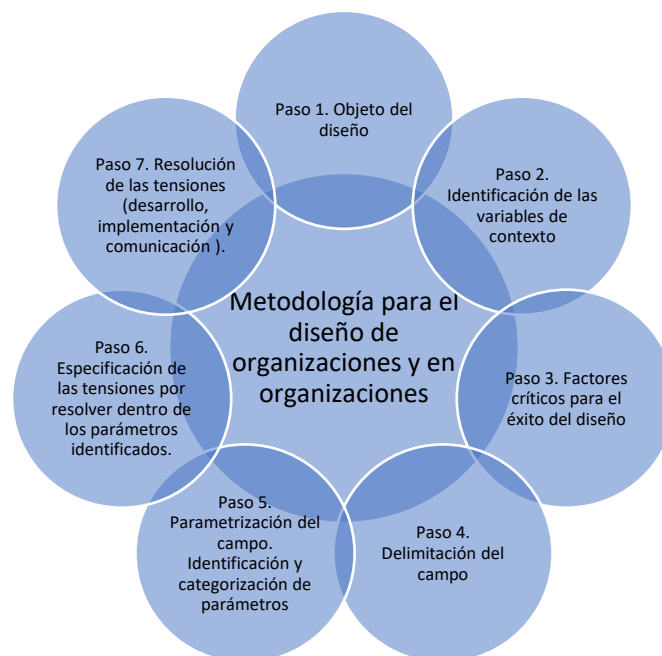 Paso 1. Objeto del
diseño
Paso 2.
Identificación de las
variables de
contexto
Paso 3. Factores
críticos para el
éxito del diseño
Paso 4.
Delimitación del
campo
Paso 5.
Parametrización del
campo.
Identificación y
categorización de
parámetros
Paso 6.
Especificación de
las tensiones por
resolver dentro de
los parámetros
identificados.
Paso 7. Resolución
de las tensiones
(desarrollo,
implementación y
comunicación ).
Metodología para el
diseño de
organizaciones y en
organizaciones